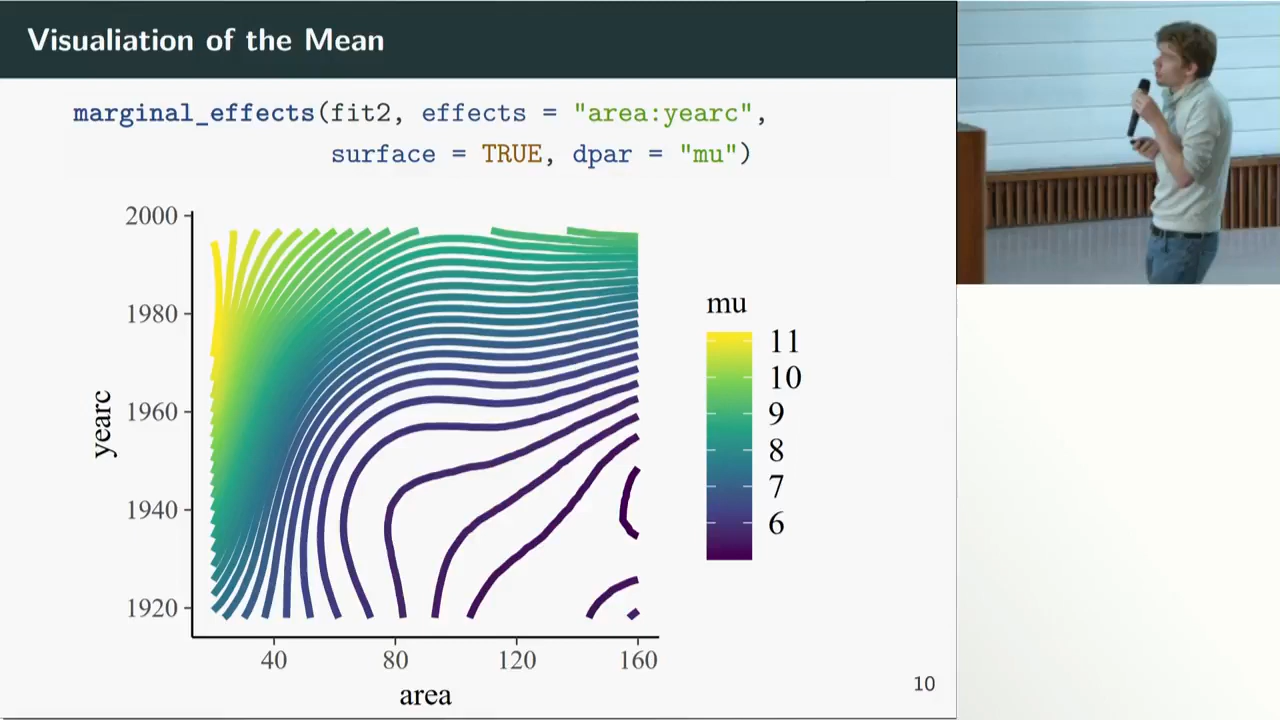 Visualiation of the Mean
marginal_effects(fit2, effects = "area:yearc",
surface = TRUE, dpar = "mu")
2000
1980
1960
1940
1920
yearc
40 80 120 160
area
mu
11
10
9
8
7
6
10